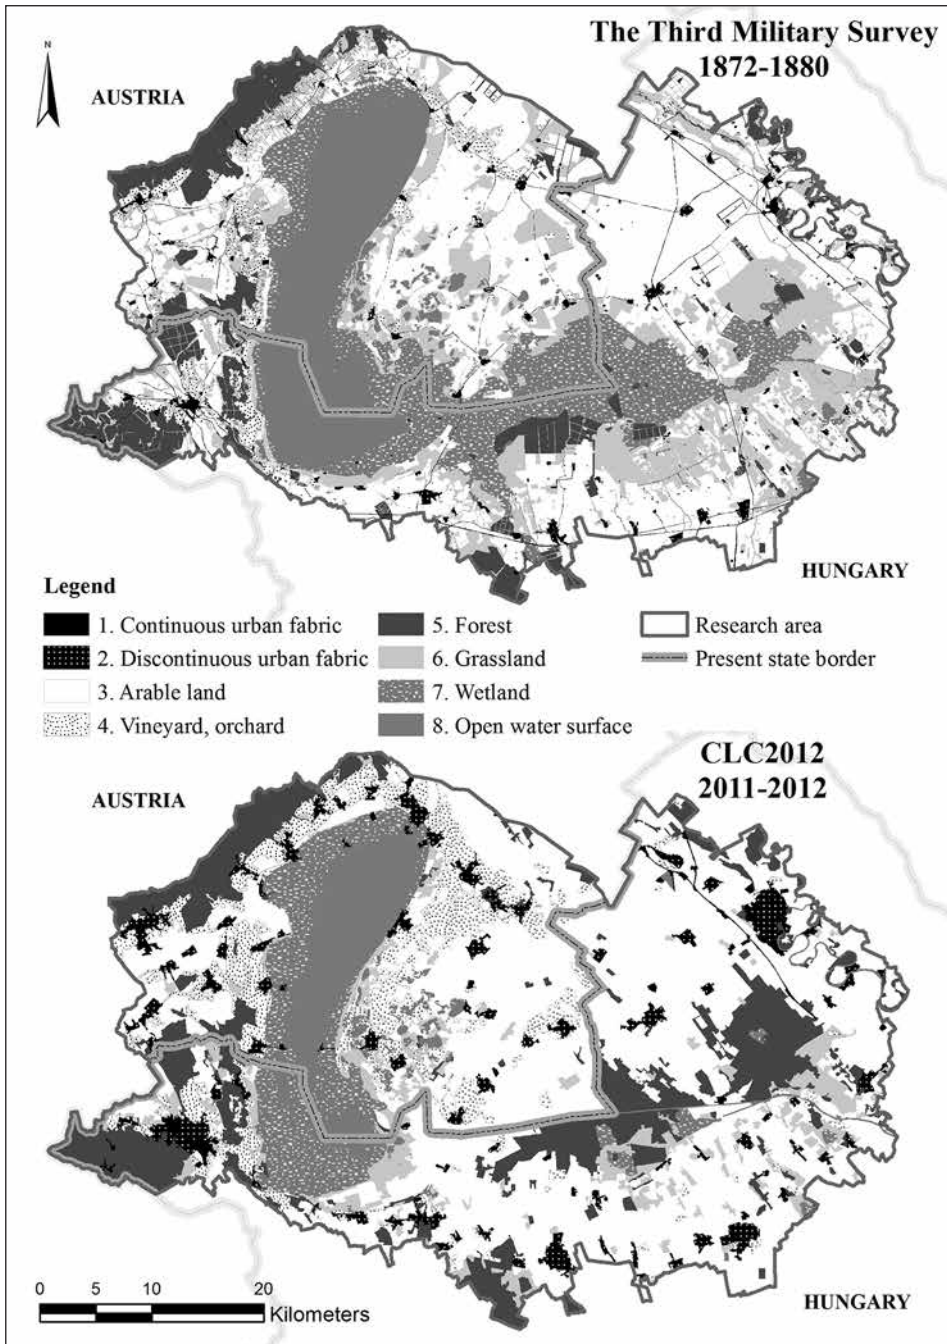 The Third Military Survey
1872-1880
N
AUSTRIA
HUNGARY
Legend
1. Continuous urban fabric
2. Discontinuous urban fabric
3. Arable land
4. Vineyard, orchard
5. Forest
6. Grassland
7. Wetland
8. Open water surface
Research area
Present state border
CLC2012
2011-2012
AUSTRIA
HUNGARY
0 5 10 20
Kilometers